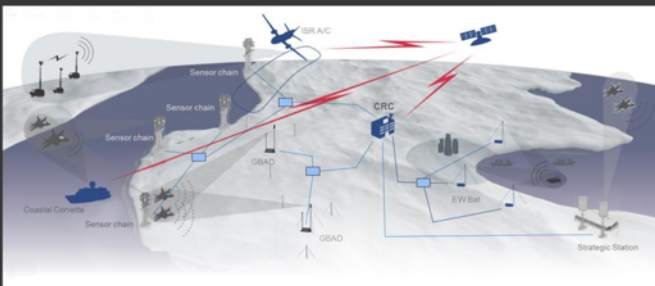 ISR A/C
Sensor chain
Sensor chain
CRC
Sensor chain
GBAD
Coastal Corvette
EW Bat
Sensor chain
GBAD
Strategic Station